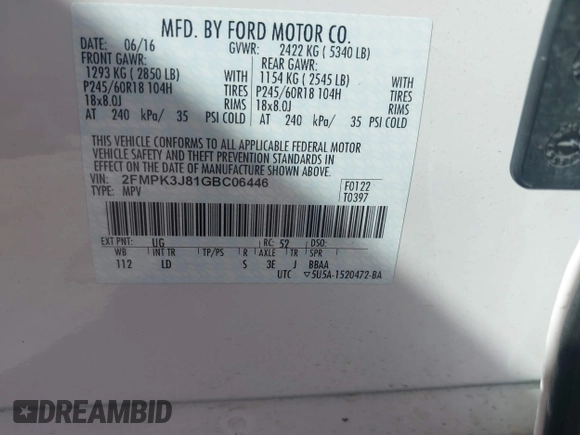 MFD. BY FORD MOTOR CO.
DATE: 06/16 GVWR: 2422 KG ( 5340 LB)
FRONT GAWR: REAR GAWR:
1293 KG ( 2850 LB) WITH 1154 KG ( 2545 LB) WITH
P245/60R18 104H TIRES P245/60R18 104H TIRES
18x8.0J RIMS 18x8.0J RIMS
AT 240 kPa/ 35 PSI COLD AT 240 kPa/ 35 PSI COLD
THIS VEHICLE CONFORMS TO ALL APPLICABLE FEDERAL MOTOR
VEHICLE SAFETY AND THEFT PREVENTION STANDARDS IN
EFFECT ON THE DATE OF MANUFACTURE SHOWN ABOVE.
VIN: 2FMPK3J81GBC06446 F0122
TYPE: MPV T0397
EXT PNT: UG RC: 52 DSO:
WB INT TR TP/PS R AXLE TR SPR
112 LD S 3E J BBAA
UTC ▽5U5A-1520472-BA
DREAMBID